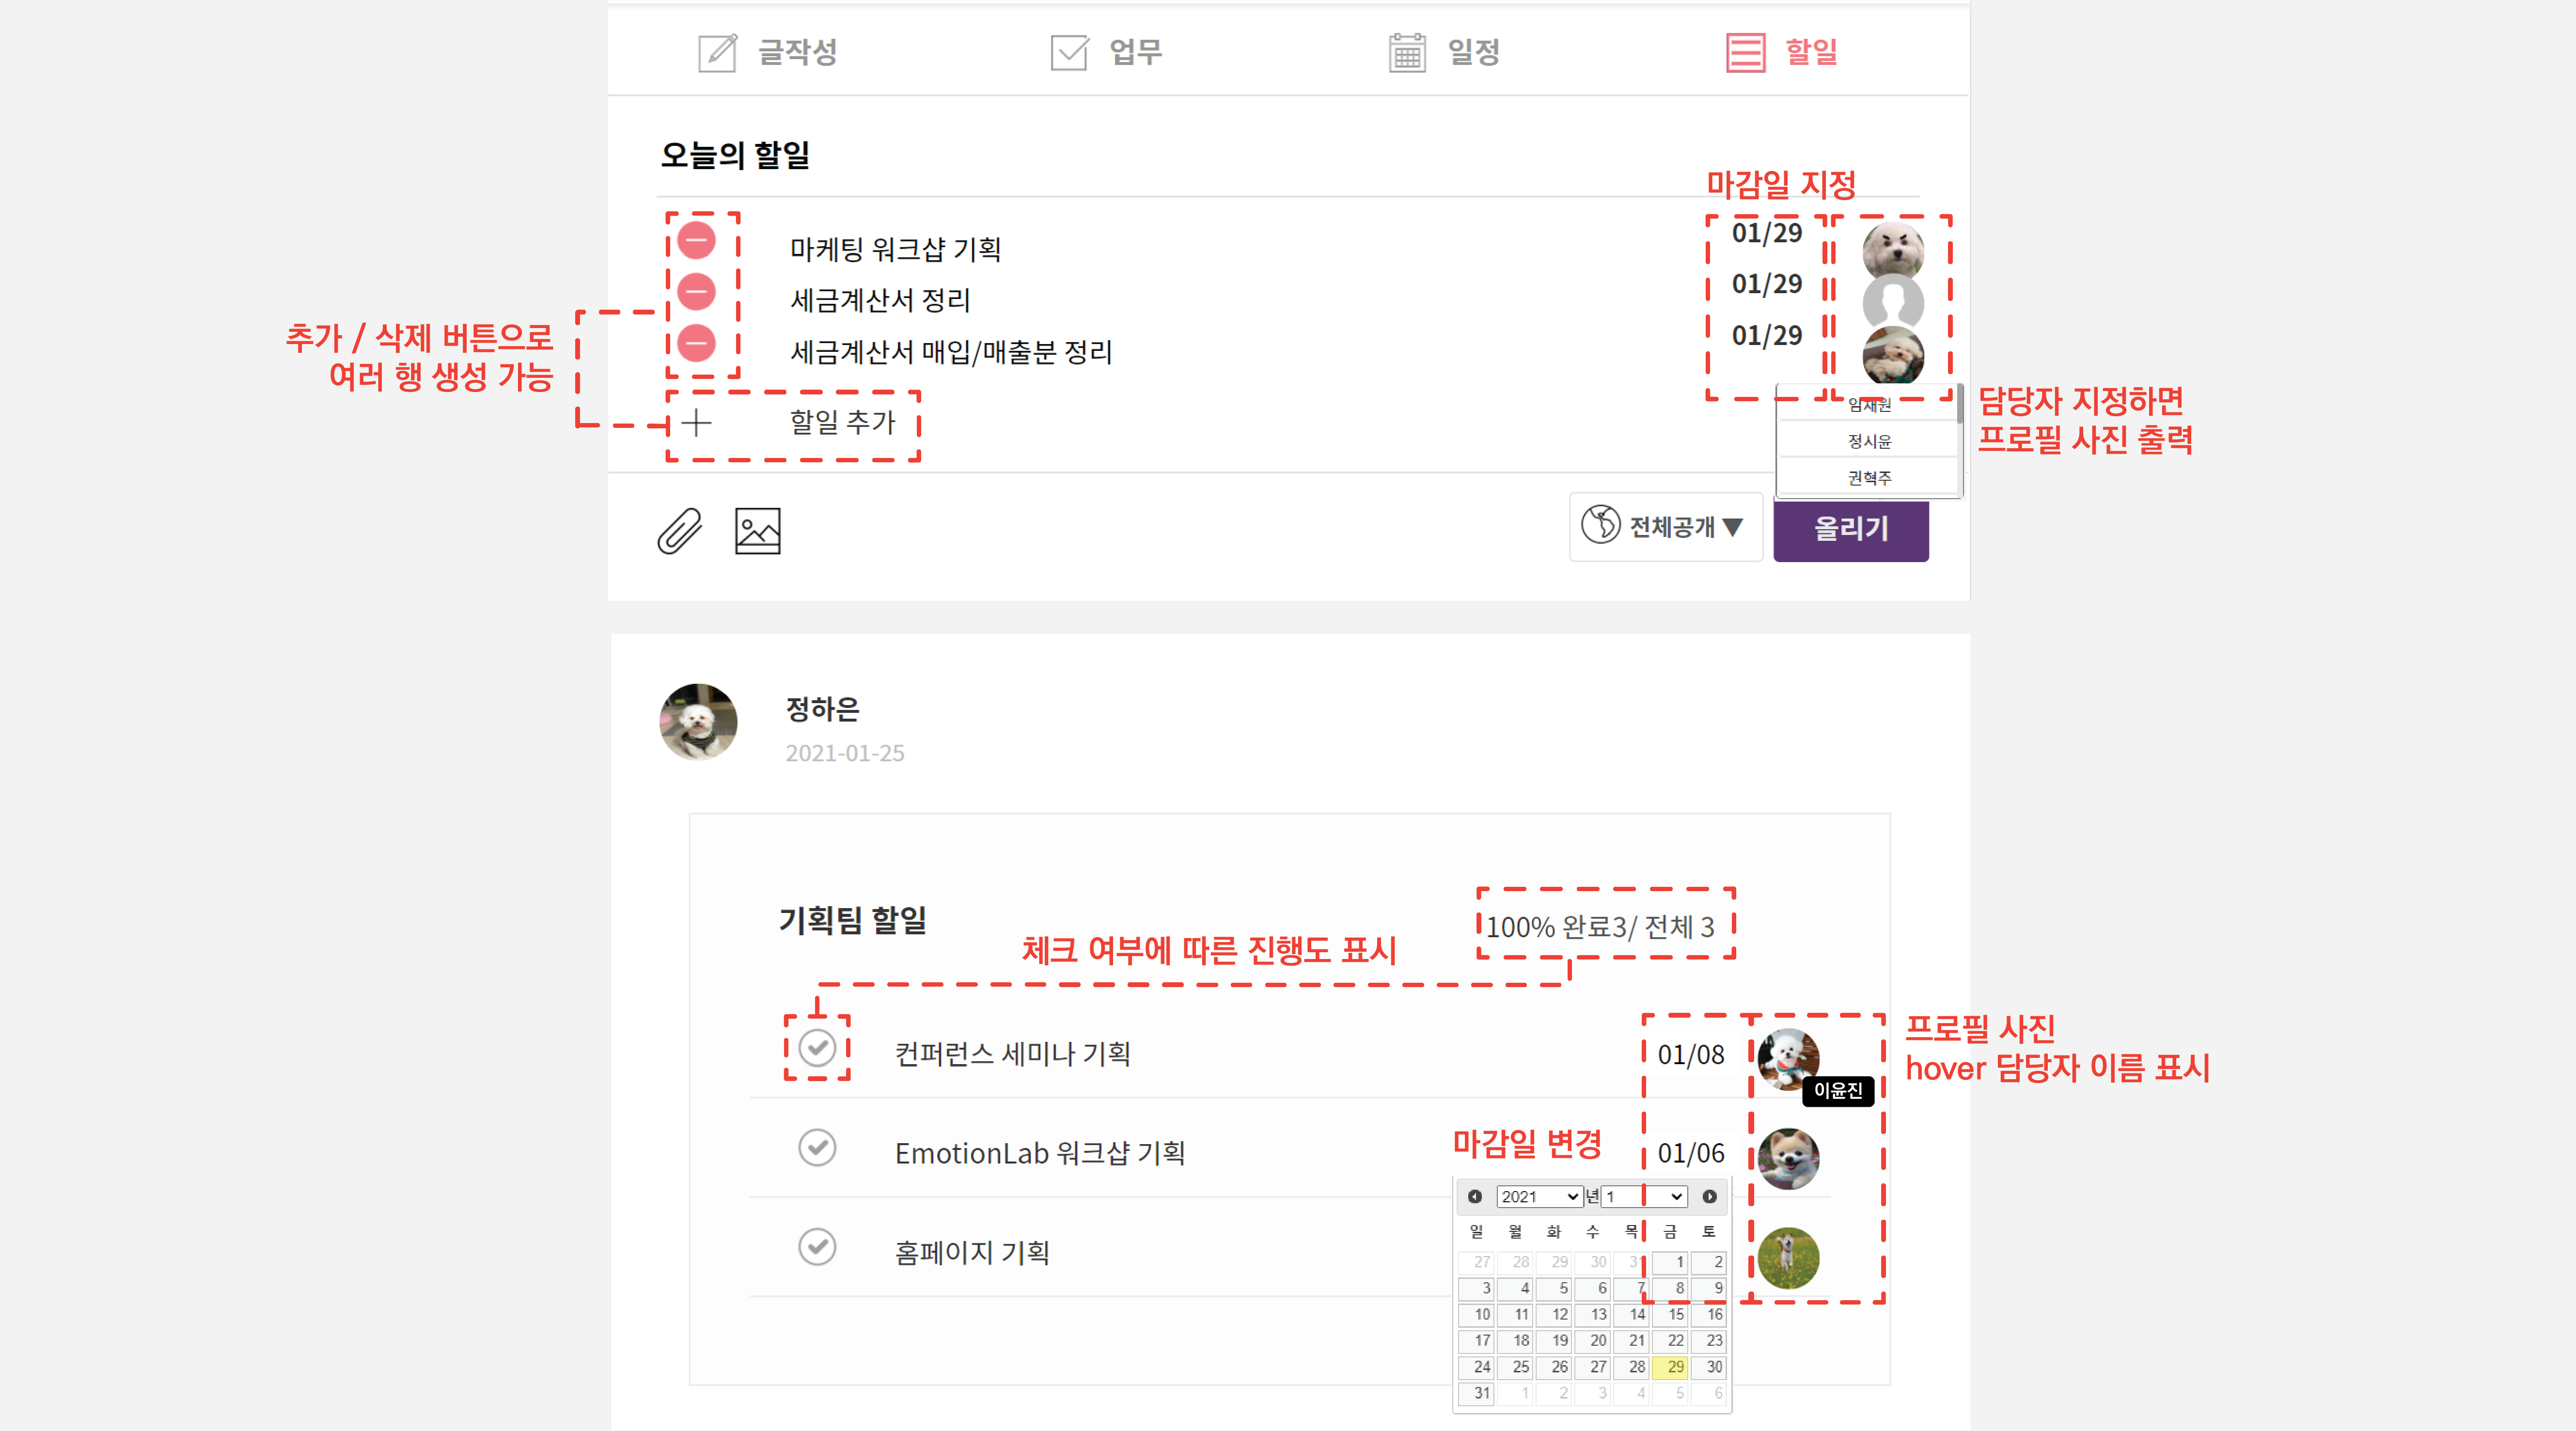 글작성
업무
일정
할일
오늘의 할일
마감일 지정
마케팅 워크샵 기획
01/29
세금계산서 정리
01/29
세금계산서 매입/매출분 정리
01/29
추가 / 삭제 버튼으로
여러 행 생성 가능
할일 추가
임재원
정시윤
권혁주
담당자 지정하면
프로필 사진 출력
전체공개 ▼
올리기
정하은
2021-01-25
기획팀 할일
100% 완료3/ 전체 3
체크 여부에 따른 진행도 표시
컨퍼런스 세미나 기획
01/08
이윤진
프로필 사진
hover 담당자 이름 표시
EmotionLab 워크샵 기획
마감일 변경
01/06
홈페이지 기획
2021 년 1
일 월 화 수 목 금 토
27 28 29 30 31 1 2
3 4 5 6 7 8 9
10 11 12 13 14 15 16
17 18 19 20 21 22 23
24 25 26 27 28 29 30
31 1 2 3 4 5 6